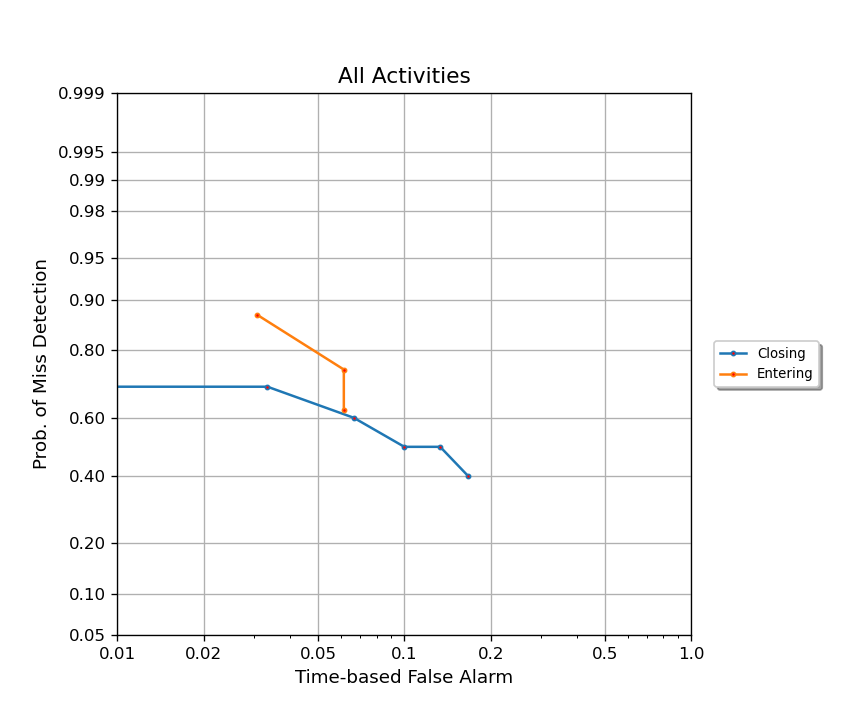 All Activities
0.999
0.995
0.99
0.98
0.95
0.90
0.80
0.60
0.40
0.20
0.10
0.05
Prob. of Miss Detection
0.01 0.02 0.05 0.1 0.2 0.5 1.0
Time-based False Alarm
Closing
Entering